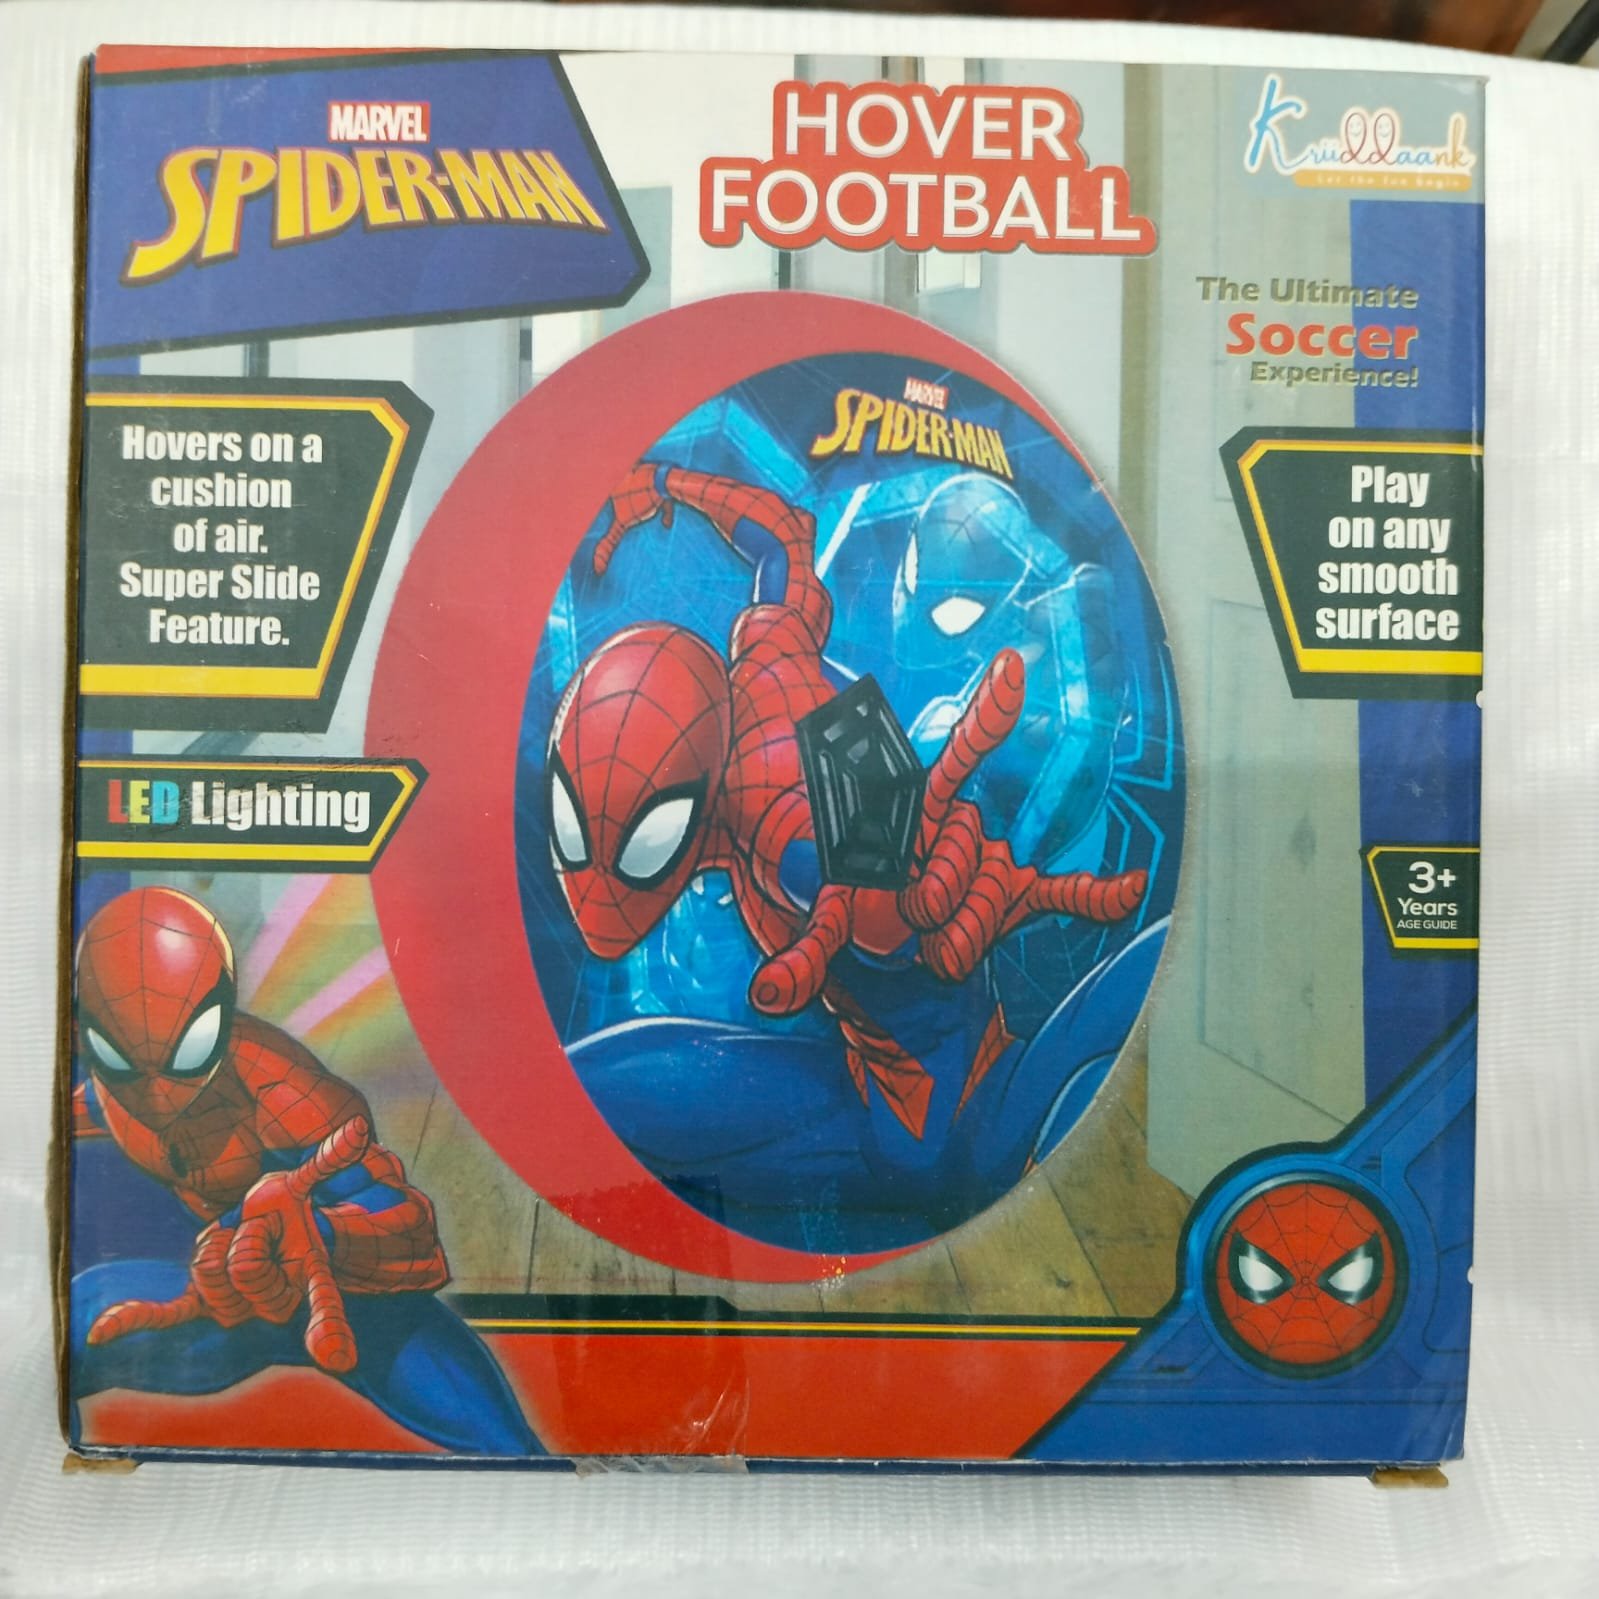 MARVEL
SPIDER-MAN
HOVER
FOOTBALL
Krüddaank
Let the fun begin
The Ultimate
Soccer
Experience!
MARVEL
SPIDER-MAN
Hovers on a
cushion
of air.
Super Slide
Feature.
Play
on any
smooth
surface
LED Lighting
3+
Years
AGE GUIDE